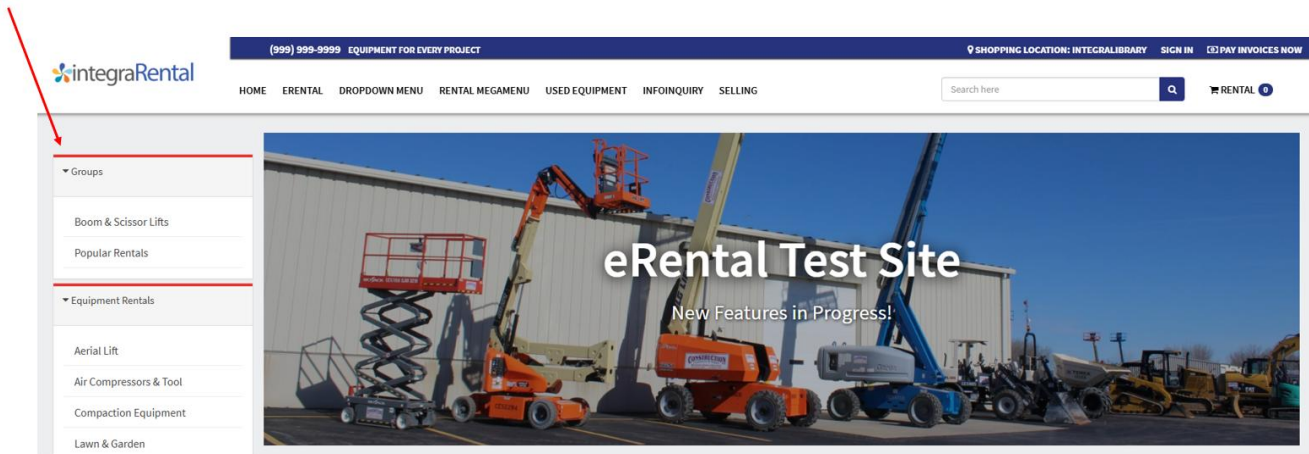 (999) 999-9999 EQUIPMENT FOR EVERY PROJECT
SHOPPING LOCATION: INTEGRALIBRARY SIGN IN PAY INVOICES NOW
integraRental
HOME ERENTAL DROPDOWN MENU RENTAL MEGAMENU USED EQUIPMENT INFOINQUIRY SELLING
Search here
RENTAL 0
Groups
Boom & Scissor Lifts
Popular Rentals
Equipment Rentals
Aerial Lift
Air Compressors & Tool
Compaction Equipment
Lawn & Garden
eRental Test Site
New Features in Progress!
CONSTRUCTION